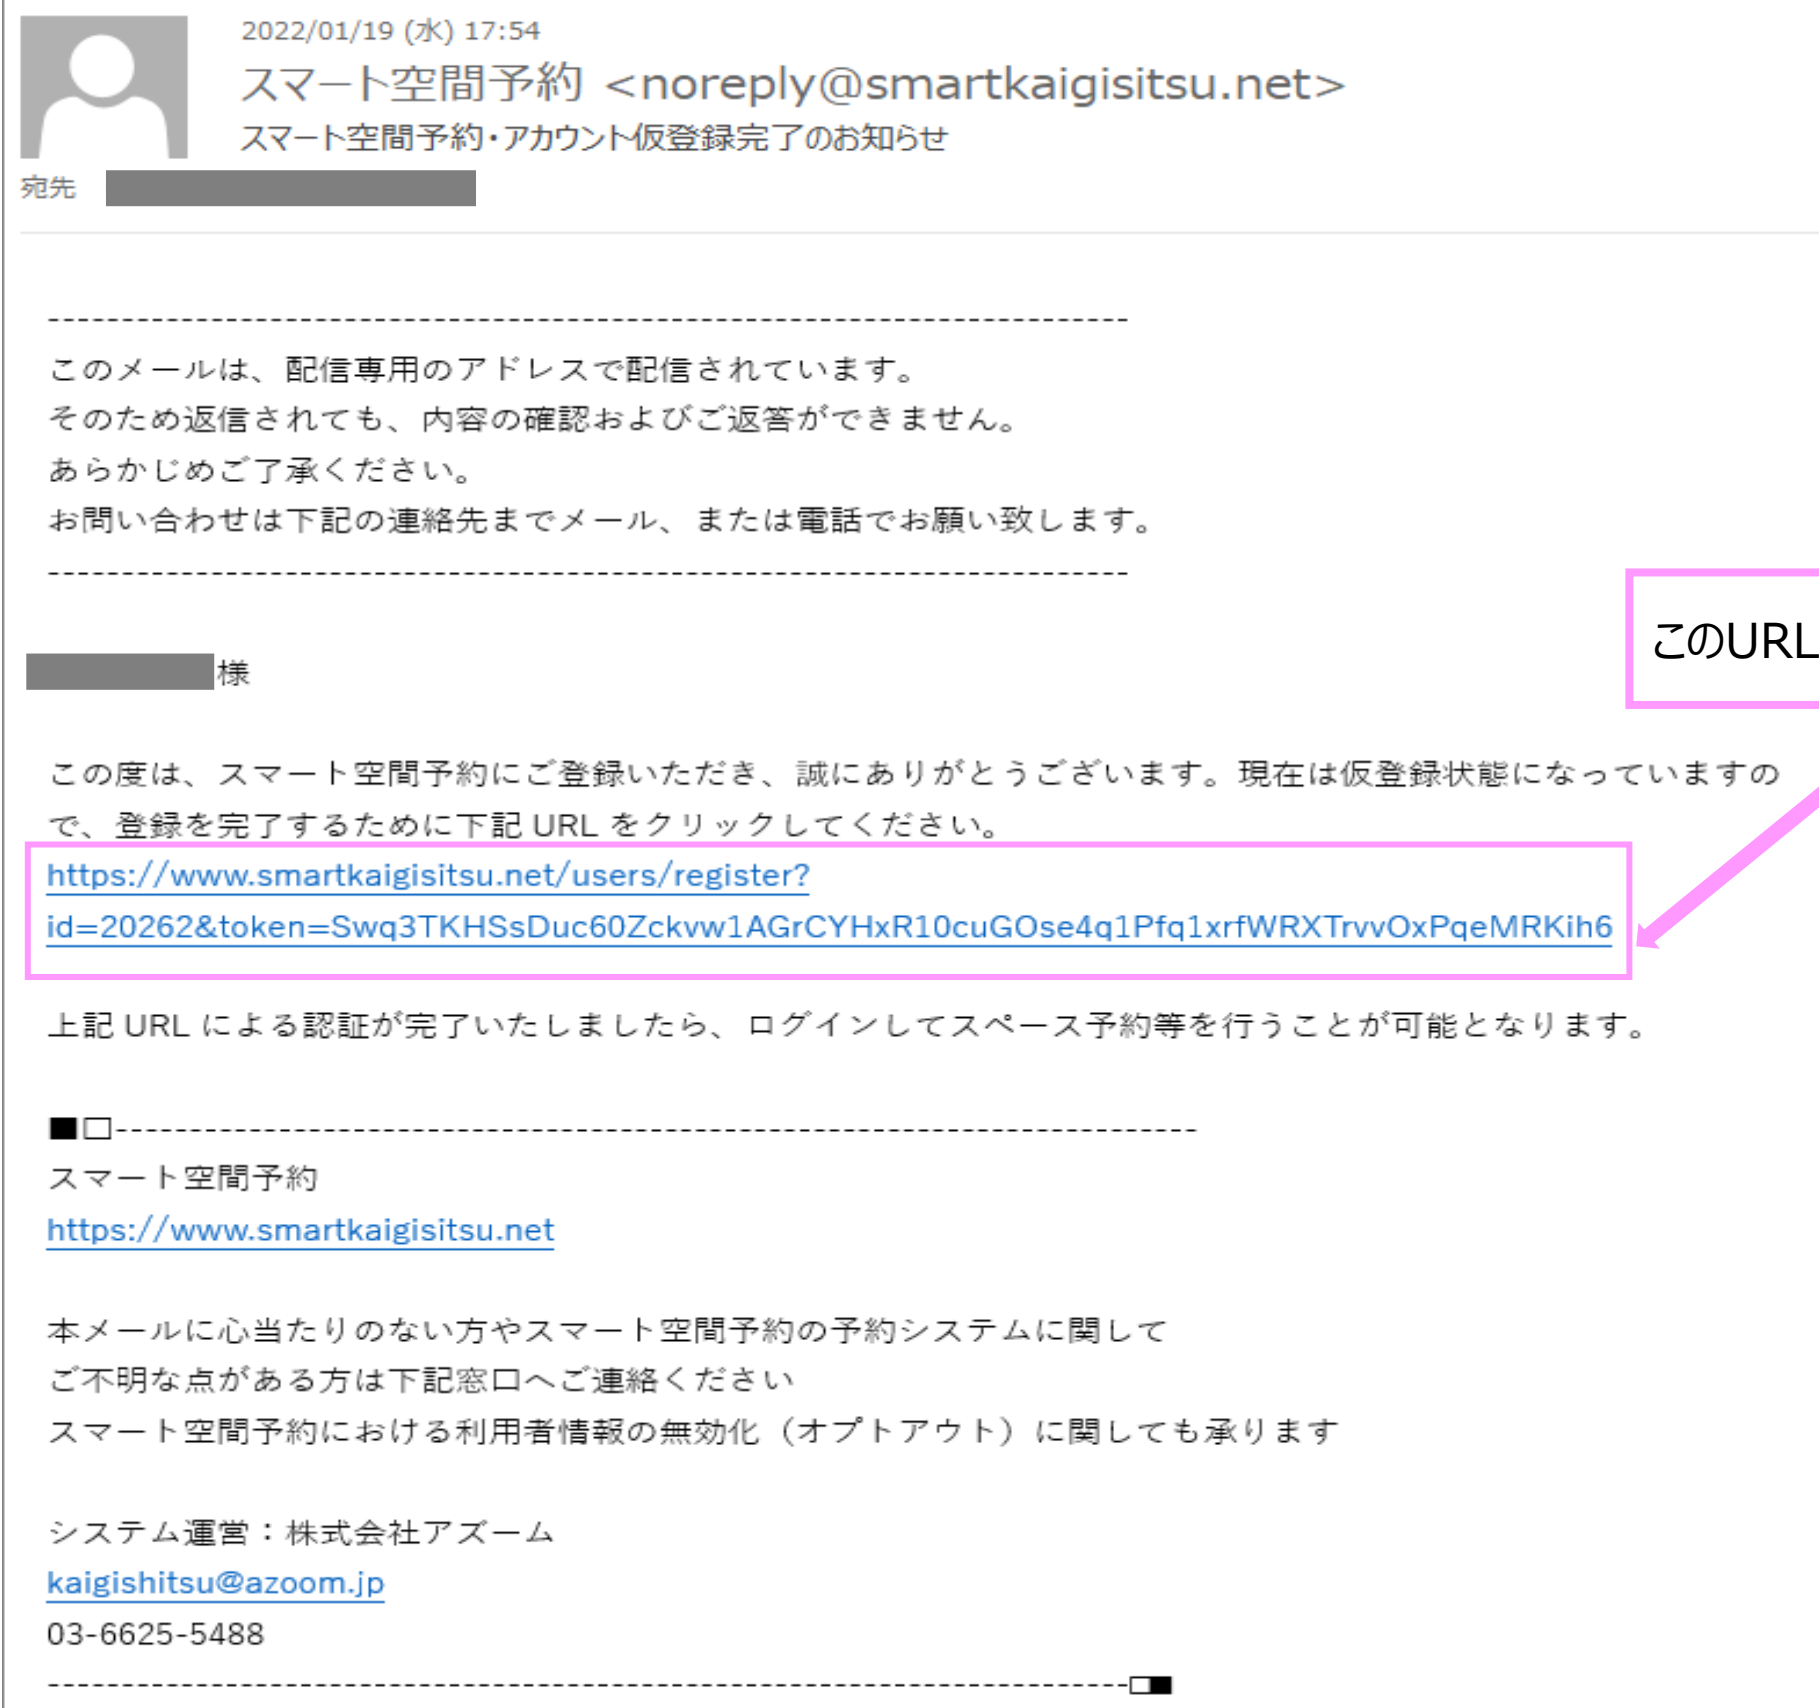 2022/01/19 (水) 17:54
スマート空間予約 <noreply@smartkaigisitsu.net>
スマート空間予約・アカウント仮登録完了のお知らせ
宛先
--------------------------------------------------------------------------
このメールは、配信専用のアドレスで配信されています。
そのため返信されても、内容の確認およびご返答ができません。
あらかじめご了承ください。
お問い合わせは下記の連絡先までメール、または電話でお願い致します。
--------------------------------------------------------------------------
このURL
様
この度は、スマート空間予約にご登録いただき、誠にありがとうございます。現在は仮登録状態になっていますの
で、登録を完了するために下記 URL をクリックしてください。
https://www.smartkaigisitsu.net/users/register?
id=20262&token=Swq3TKHSsDuc60Zckvw1AGrCYHxR10cuGOse4q1Pfq1xrfWRXTrvvOxPqeMRKih6
上記 URL による認証が完了いたしましたら、ログインしてスペース予約等を行うことが可能となります。
■□--------------------------------------------------------------------------
スマート空間予約
https://www.smartkaigisitsu.net
本メールに心当たりのない方やスマート空間予約の予約システムに関して
ご不明な点がある方は下記窓口へご連絡ください
スマート空間予約における利用者情報の無効化（オプトアウト）に関しても承ります
システム運営：株式会社アズーム
kaigishitsu@azoom.jp
03-6625-5488
--------------------------------------------------------------------------□■